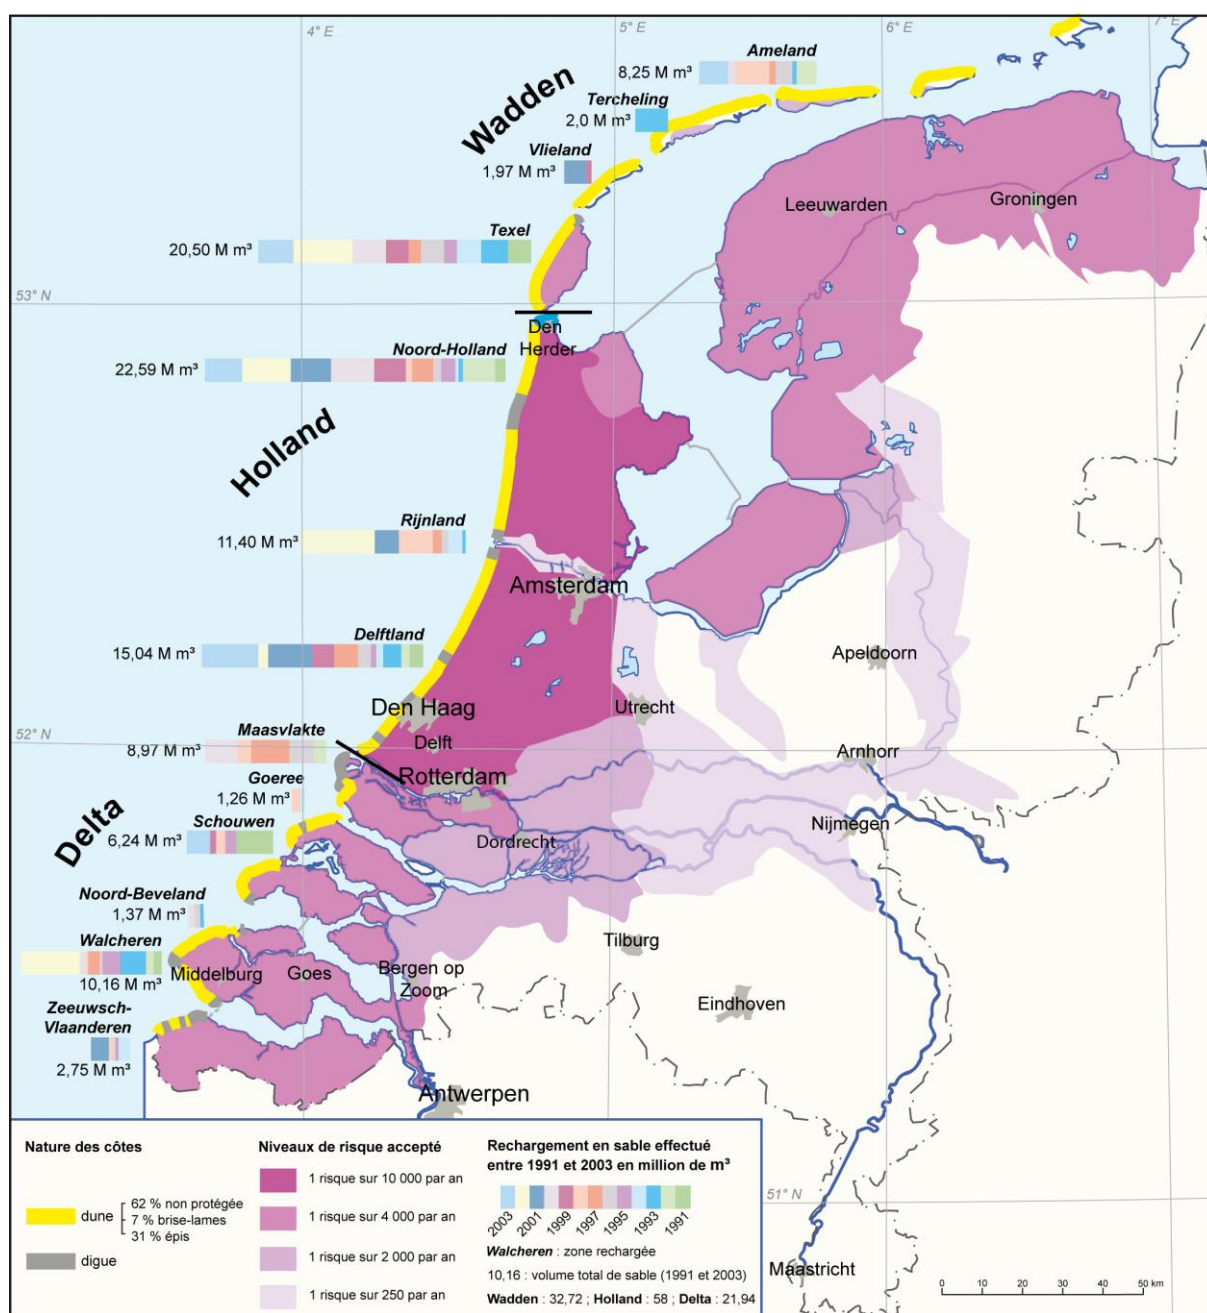 4° E
5° E
6° E
7° E
Ameland
8,25 M m³
Tercheling
2,0 M m³
Wadden
Vlieland
1,97 M m³
Leeuwarden
Groningen
Texel
20,50 M m³
53° N
Den
Herder
Noord-Holland
22,59 M m³
Holland
Rijnland
11,40 M m³
Amsterdam
Delftland
15,04 M m³
Apeldoorn
Den Haag
Utrecht
Maasvlakte
8,97 M m³
52° N
Delft
Arnhorr
Rotterdam
Goeree
1,26 M m³
Delta
Schouwen
6,24 M m³
Dordrecht
Nijmegen
Noord-Beveland
1,37 M m³
Walcheren
10,16 M m³
Tilburg
Middelburg
Goes
Bergen op
Zoom
Eindhoven
Zeeuwsch-
Vlaanderen
2,75 M m³
Antwerpen
51° N
Maastricht
Nature des côtes
dune
62 % non protégée
7 % brise-lames
31 % épis
digue
Niveaux de risque accepté
1 risque sur 10 000 par an
1 risque sur 4 000 par an
1 risque sur 2 000 par an
1 risque sur 250 par an
Rechargement en sable effectué
entre 1991 et 2003 en million de m³
2003
2001
1999
1997
1995
1993
1991
Walcheren : zone rechargée
10,16 : volume total de sable (1991 et 2003)
Wadden : 32,72 ; Holland : 58 ; Delta : 21,94
0 10 20 30 40 50 km